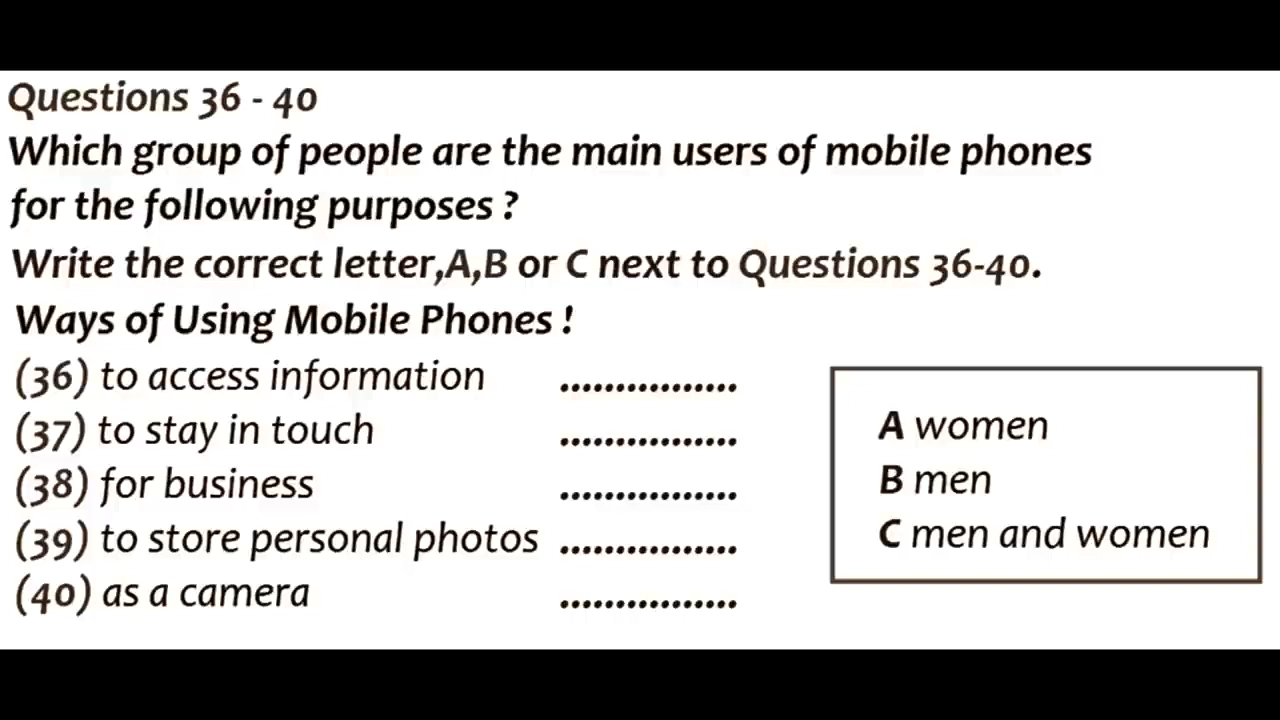 Questions 36 - 40
Which group of people are the main users of mobile phones
for the following purposes ?
Write the correct letter,A,B or C next to Questions 36-40.
Ways of Using Mobile Phones !
(36) to access information ................
(37) to stay in touch ................
(38) for business ................
(39) to store personal photos ................
(40) as a camera ................
A women
B men
C men and women